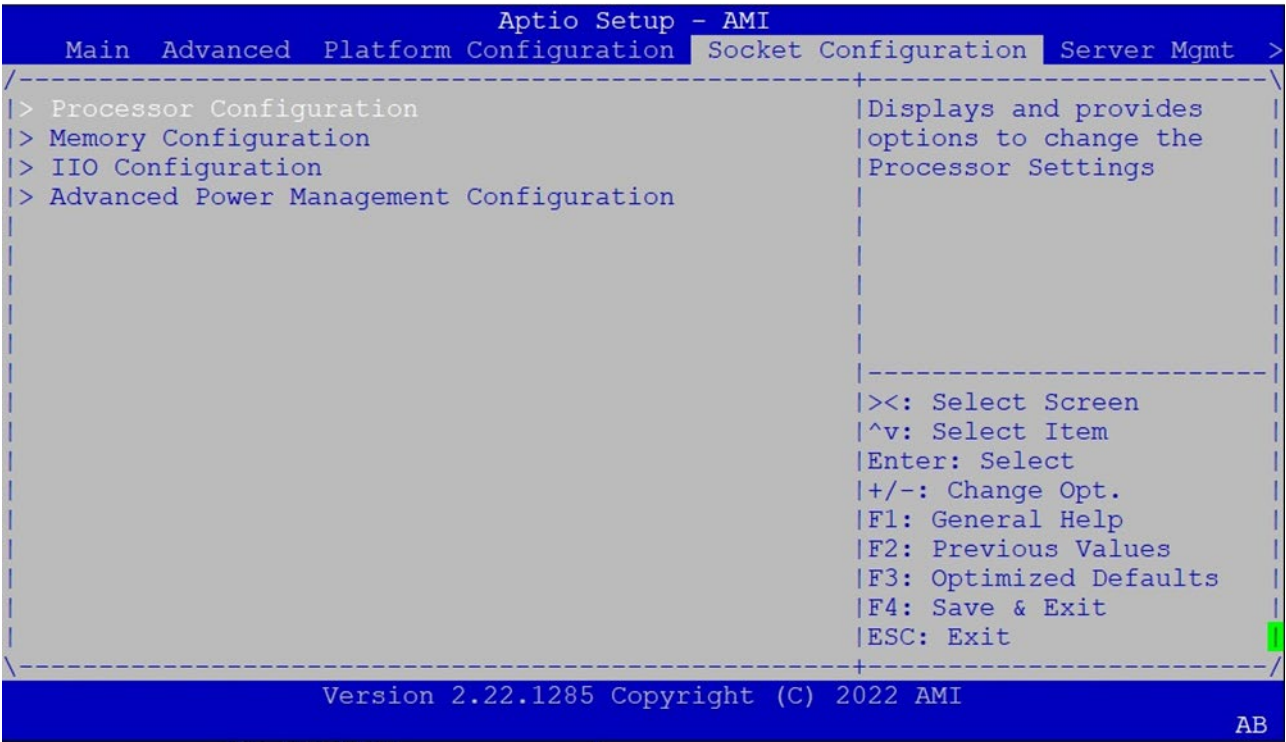 Aptio Setup - AMI
Main Advanced Platform Configuration Socket Configuration Server Mgmt >
/----------------------------------------------------+-------------------------\
|> Processor Configuration |Displays and provides |
|> Memory Configuration |options to change the |
|> IIO Configuration |Processor Settings |
|> Advanced Power Management Configuration | |
| | |
| | |
| | |
| | |
| | |
| |-------------------------|
| |><: Select Screen |
| |^v: Select Item |
| |Enter: Select |
| |+/-: Change Opt. |
| |F1: General Help |
| |F2: Previous Values |
| |F3: Optimized Defaults |
| |F4: Save & Exit |
| |ESC: Exit |
\----------------------------------------------------+-------------------------/
Version 2.22.1285 Copyright (C) 2022 AMI
AB